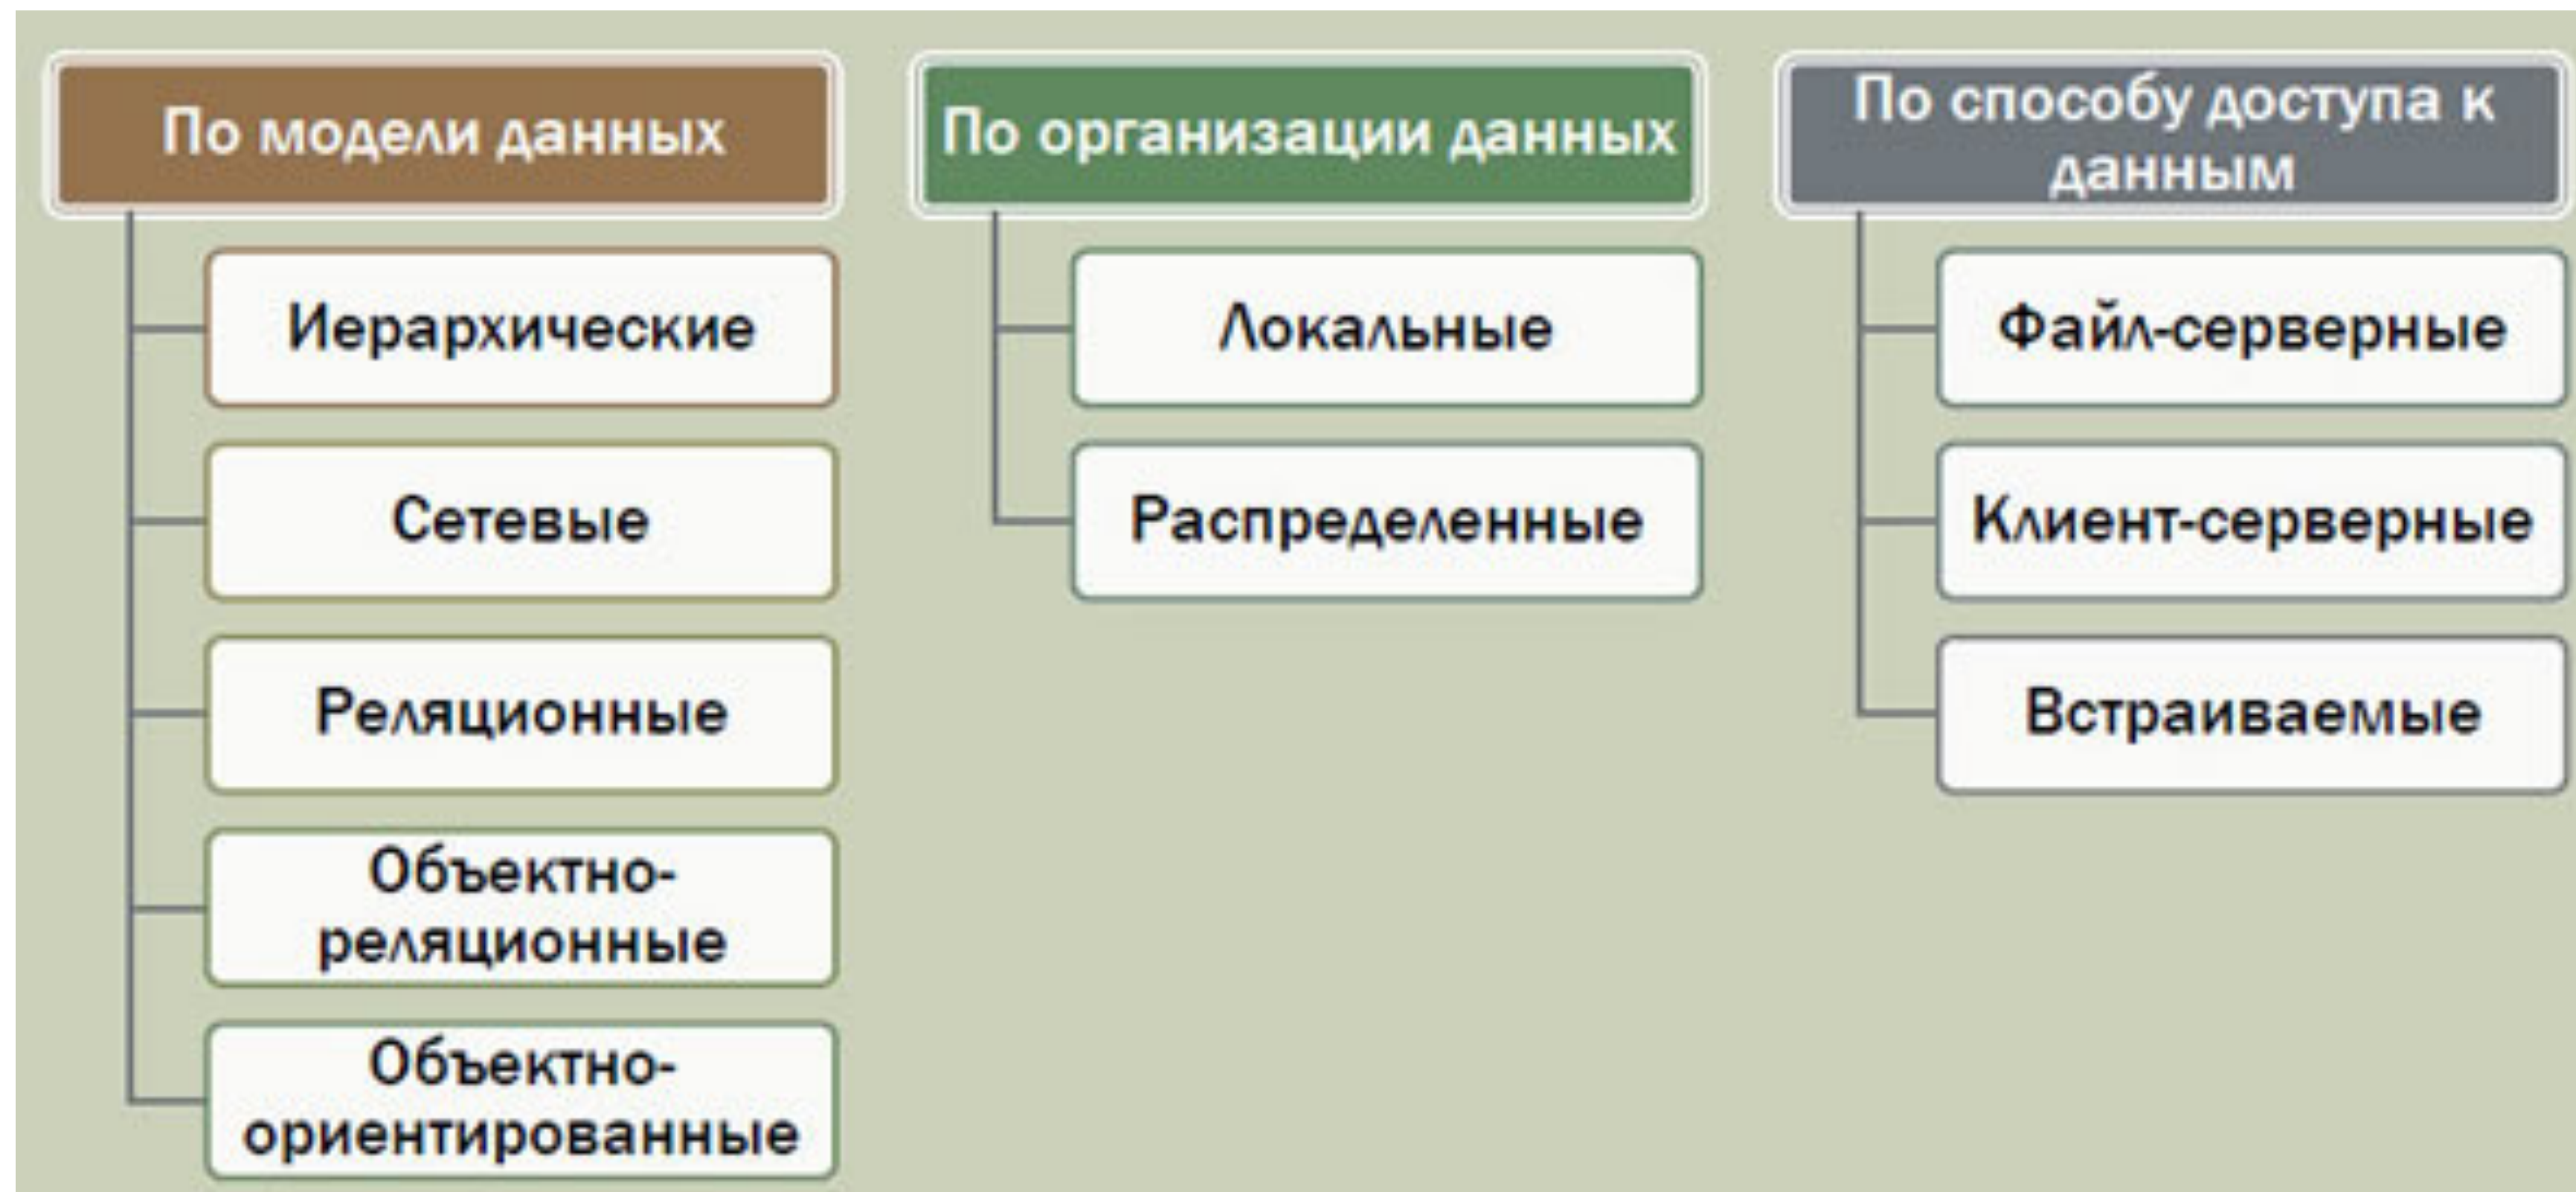 По модели данных
Иерархические
Сетевые
Реляционные
Объектно-
реляционные
Объектно-
ориентированные
По организации данных
Локальные
Распределенные
По способу доступа к
данным
Файл-серверные
Клиент-серверные
Встраиваемые